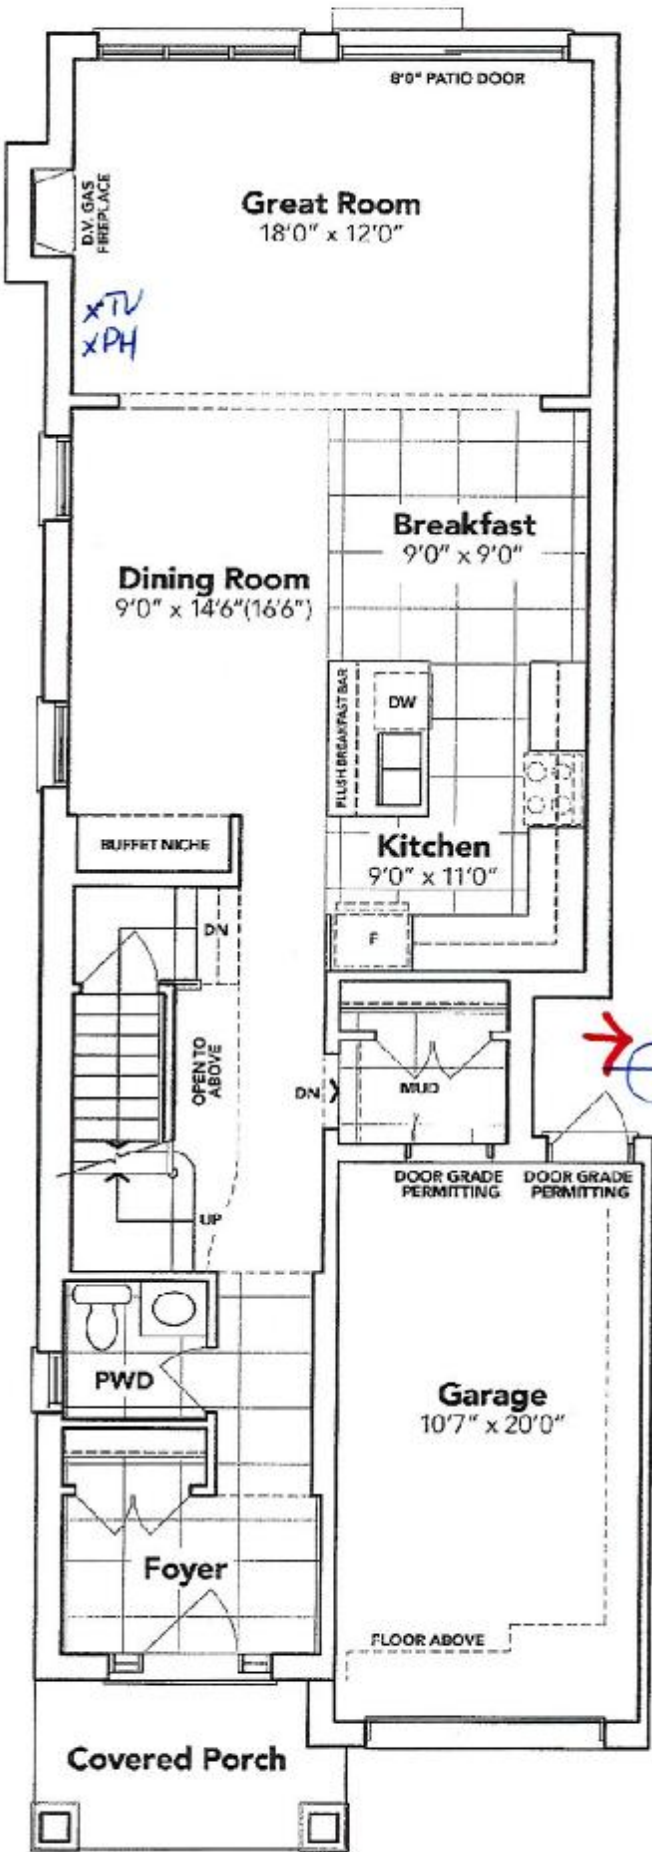 8'0" PATIO DOOR
D.V. GAS
FIREPLACE
Great Room
18'0" x 12'0"
xTV
xPH
Breakfast
9'0" x 9'0"
Dining Room
9'0" x 14'6"(16'6")
FLUSH BREAKFAST BAR
DW
BUFFET NICHE
Kitchen
9'0" x 11'0"
F
DN
OPEN TO
ABOVE
DN
MUD
DOOR GRADE
PERMITTING
DOOR GRADE
PERMITTING
UP
PWD
Garage
10'7" x 20'0"
Foyer
FLOOR ABOVE
Covered Porch